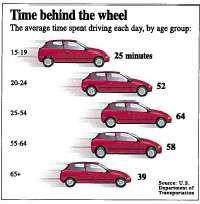 Time behind the wheel
The average time spent driving each day, by age group:
15-19
25 minutes
20-24
52
25-54
64
55-64
58
65+
39
Source: U.S.
Department of
Transportation